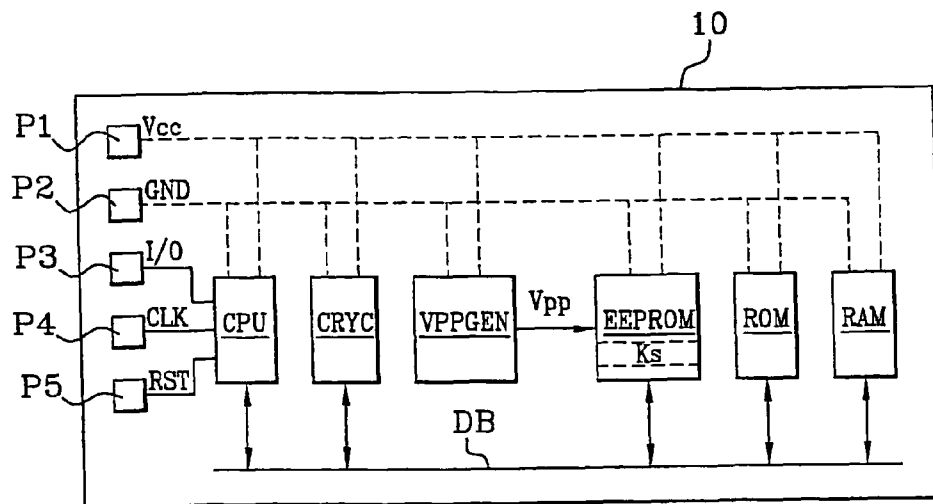 10
P1 Vcc
P2 GND
P3 I/O
P4 CLK
P5 RST
CPU
CRYC
VPPGEN
Vpp
EEPROM
Ks
ROM
RAM
DB